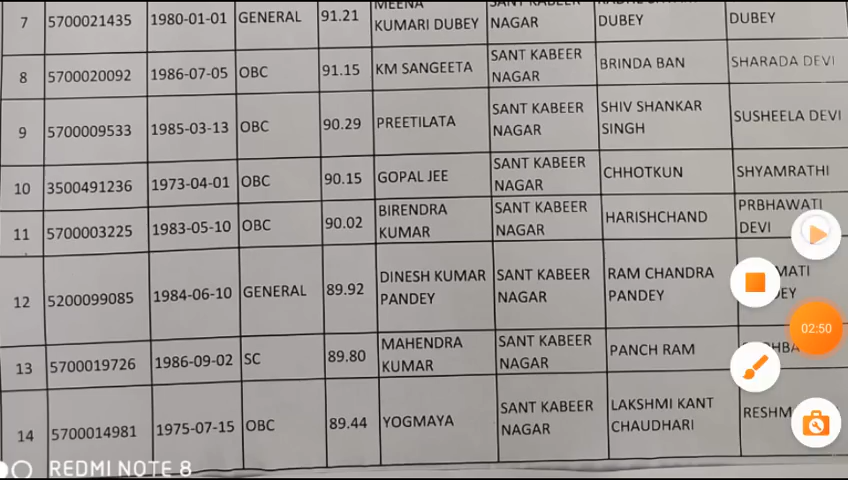 7 5700021435 1980-01-01 GENERAL 91.21 MEENA KUMARI DUBEY SANT KABEER NAGAR DUBEY DUBEY
8 5700020092 1986-07-05 OBC 91.15 KM SANGEETA SANT KABEER NAGAR BRINDA BAN SHARADA DEVI
9 5700009533 1985-03-13 OBC 90.29 PREETILATA SANT KABEER NAGAR SHIV SHANKAR SINGH SUSHEELA DEVI
10 3500491236 1973-04-01 OBC 90.15 GOPAL JEE SANT KABEER NAGAR CHHOTKUN SHYAMRATHI
11 5700003225 1983-05-10 OBC 90.02 BIRENDRA KUMAR SANT KABEER NAGAR HARISHCHAND PRBHAWATI DEVI
12 5200099085 1984-06-10 GENERAL 89.92 DINESH KUMAR PANDEY SANT KABEER NAGAR RAM CHANDRA PANDEY
13 5700019726 1986-09-02 SC 89.80 MAHENDRA KUMAR SANT KABEER NAGAR PANCH RAM
14 5700014981 1975-07-15 OBC 89.44 YOGMAYA SANT KABEER NAGAR LAKSHMI KANT CHAUDHARI RESHM
02:50
REDMI NOTE 8